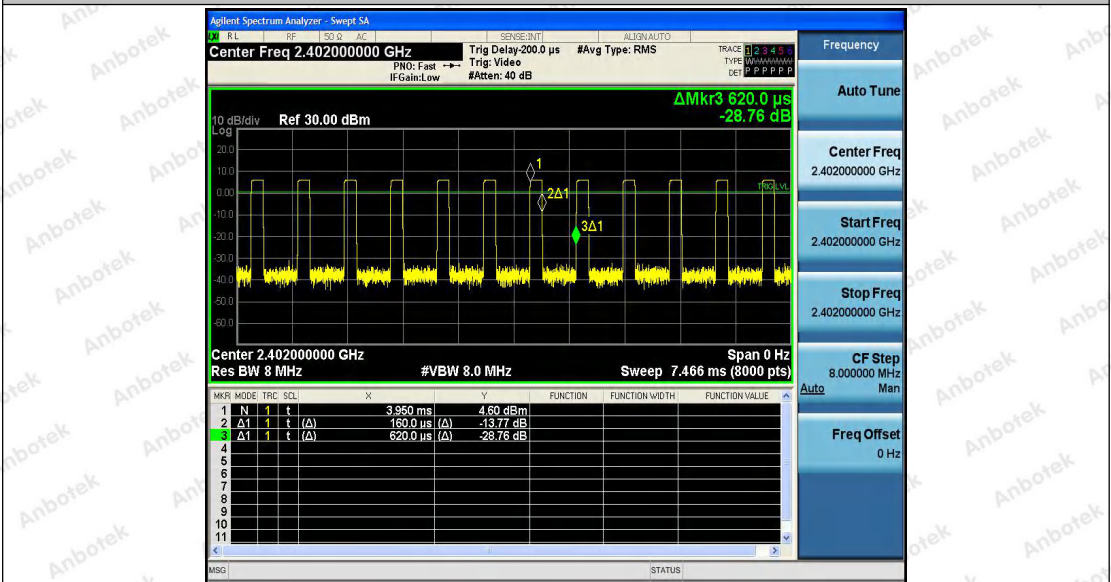 Agilent Spectrum Analyzer - Swept SA
LXI RL RF 50 Ω AC SENSE:INT ALIGNAUTO
Center Freq 2.402000000 GHz
PNO: Fast
IFGain:Low
Trig Delay-200.0 µs
Trig: Video
#Atten: 40 dB
#Avg Type: RMS
TRACE 1 2 3 4 5 6
TYPE
DET P P P P P P
ΔMkr3 620.0 µs
-28.76 dB
10 dB/div Ref 30.00 dBm
Log
20.0
10.0
0.00
-10.0
-20.0
-30.0
-40.0
-50.0
-60.0
1
2Δ1
3Δ1
TRIG LVL
Center 2.402000000 GHz Span 0 Hz
Res BW 8 MHz #VBW 8.0 MHz Sweep 7.466 ms (8000 pts)
MKR MODE TRC SCL X Y FUNCTION FUNCTION WIDTH FUNCTION VALUE
1 N 1 t 3.950 ms 4.60 dBm
2 Δ1 1 t (Δ) 160.0 µs (Δ) -13.77 dB
3 Δ1 1 t (Δ) 620.0 µs (Δ) -28.76 dB
4
5
6
7
8
9
10
11
MSG STATUS
Frequency
Auto Tune
Center Freq
2.402000000 GHz
Start Freq
2.402000000 GHz
Stop Freq
2.402000000 GHz
CF Step
8.000000 MHz
Auto Man
Freq Offset
0 Hz
Anbotek